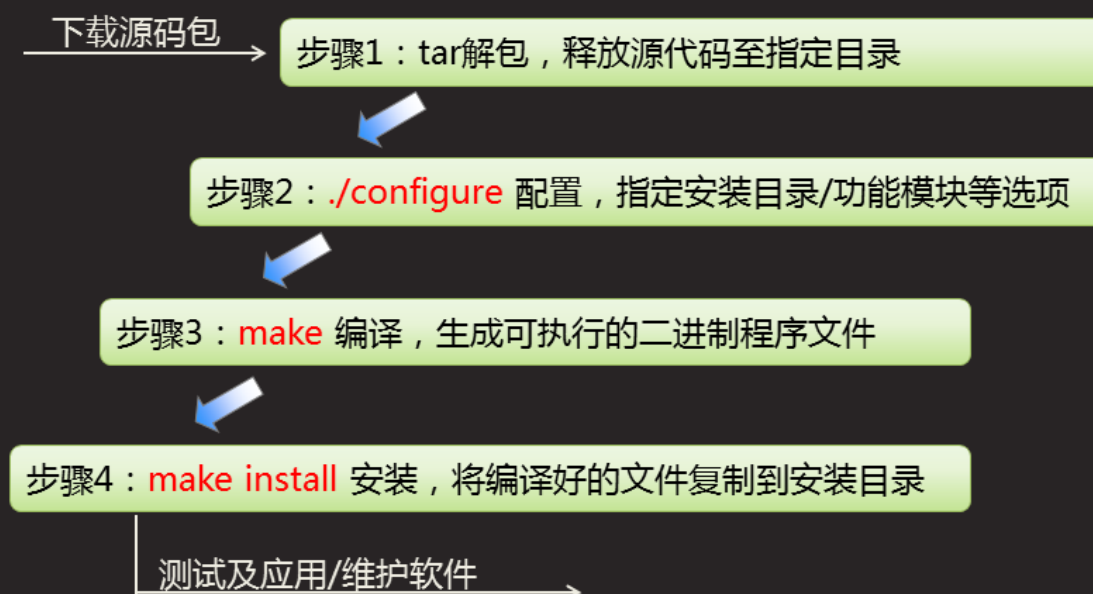 下载源码包
步骤1：tar解包，释放源代码至指定目录
步骤2：./configure 配置，指定安装目录/功能模块等选项
步骤3：make 编译，生成可执行的二进制程序文件
步骤4：make install 安装，将编译好的文件复制到安装目录
测试及应用/维护软件